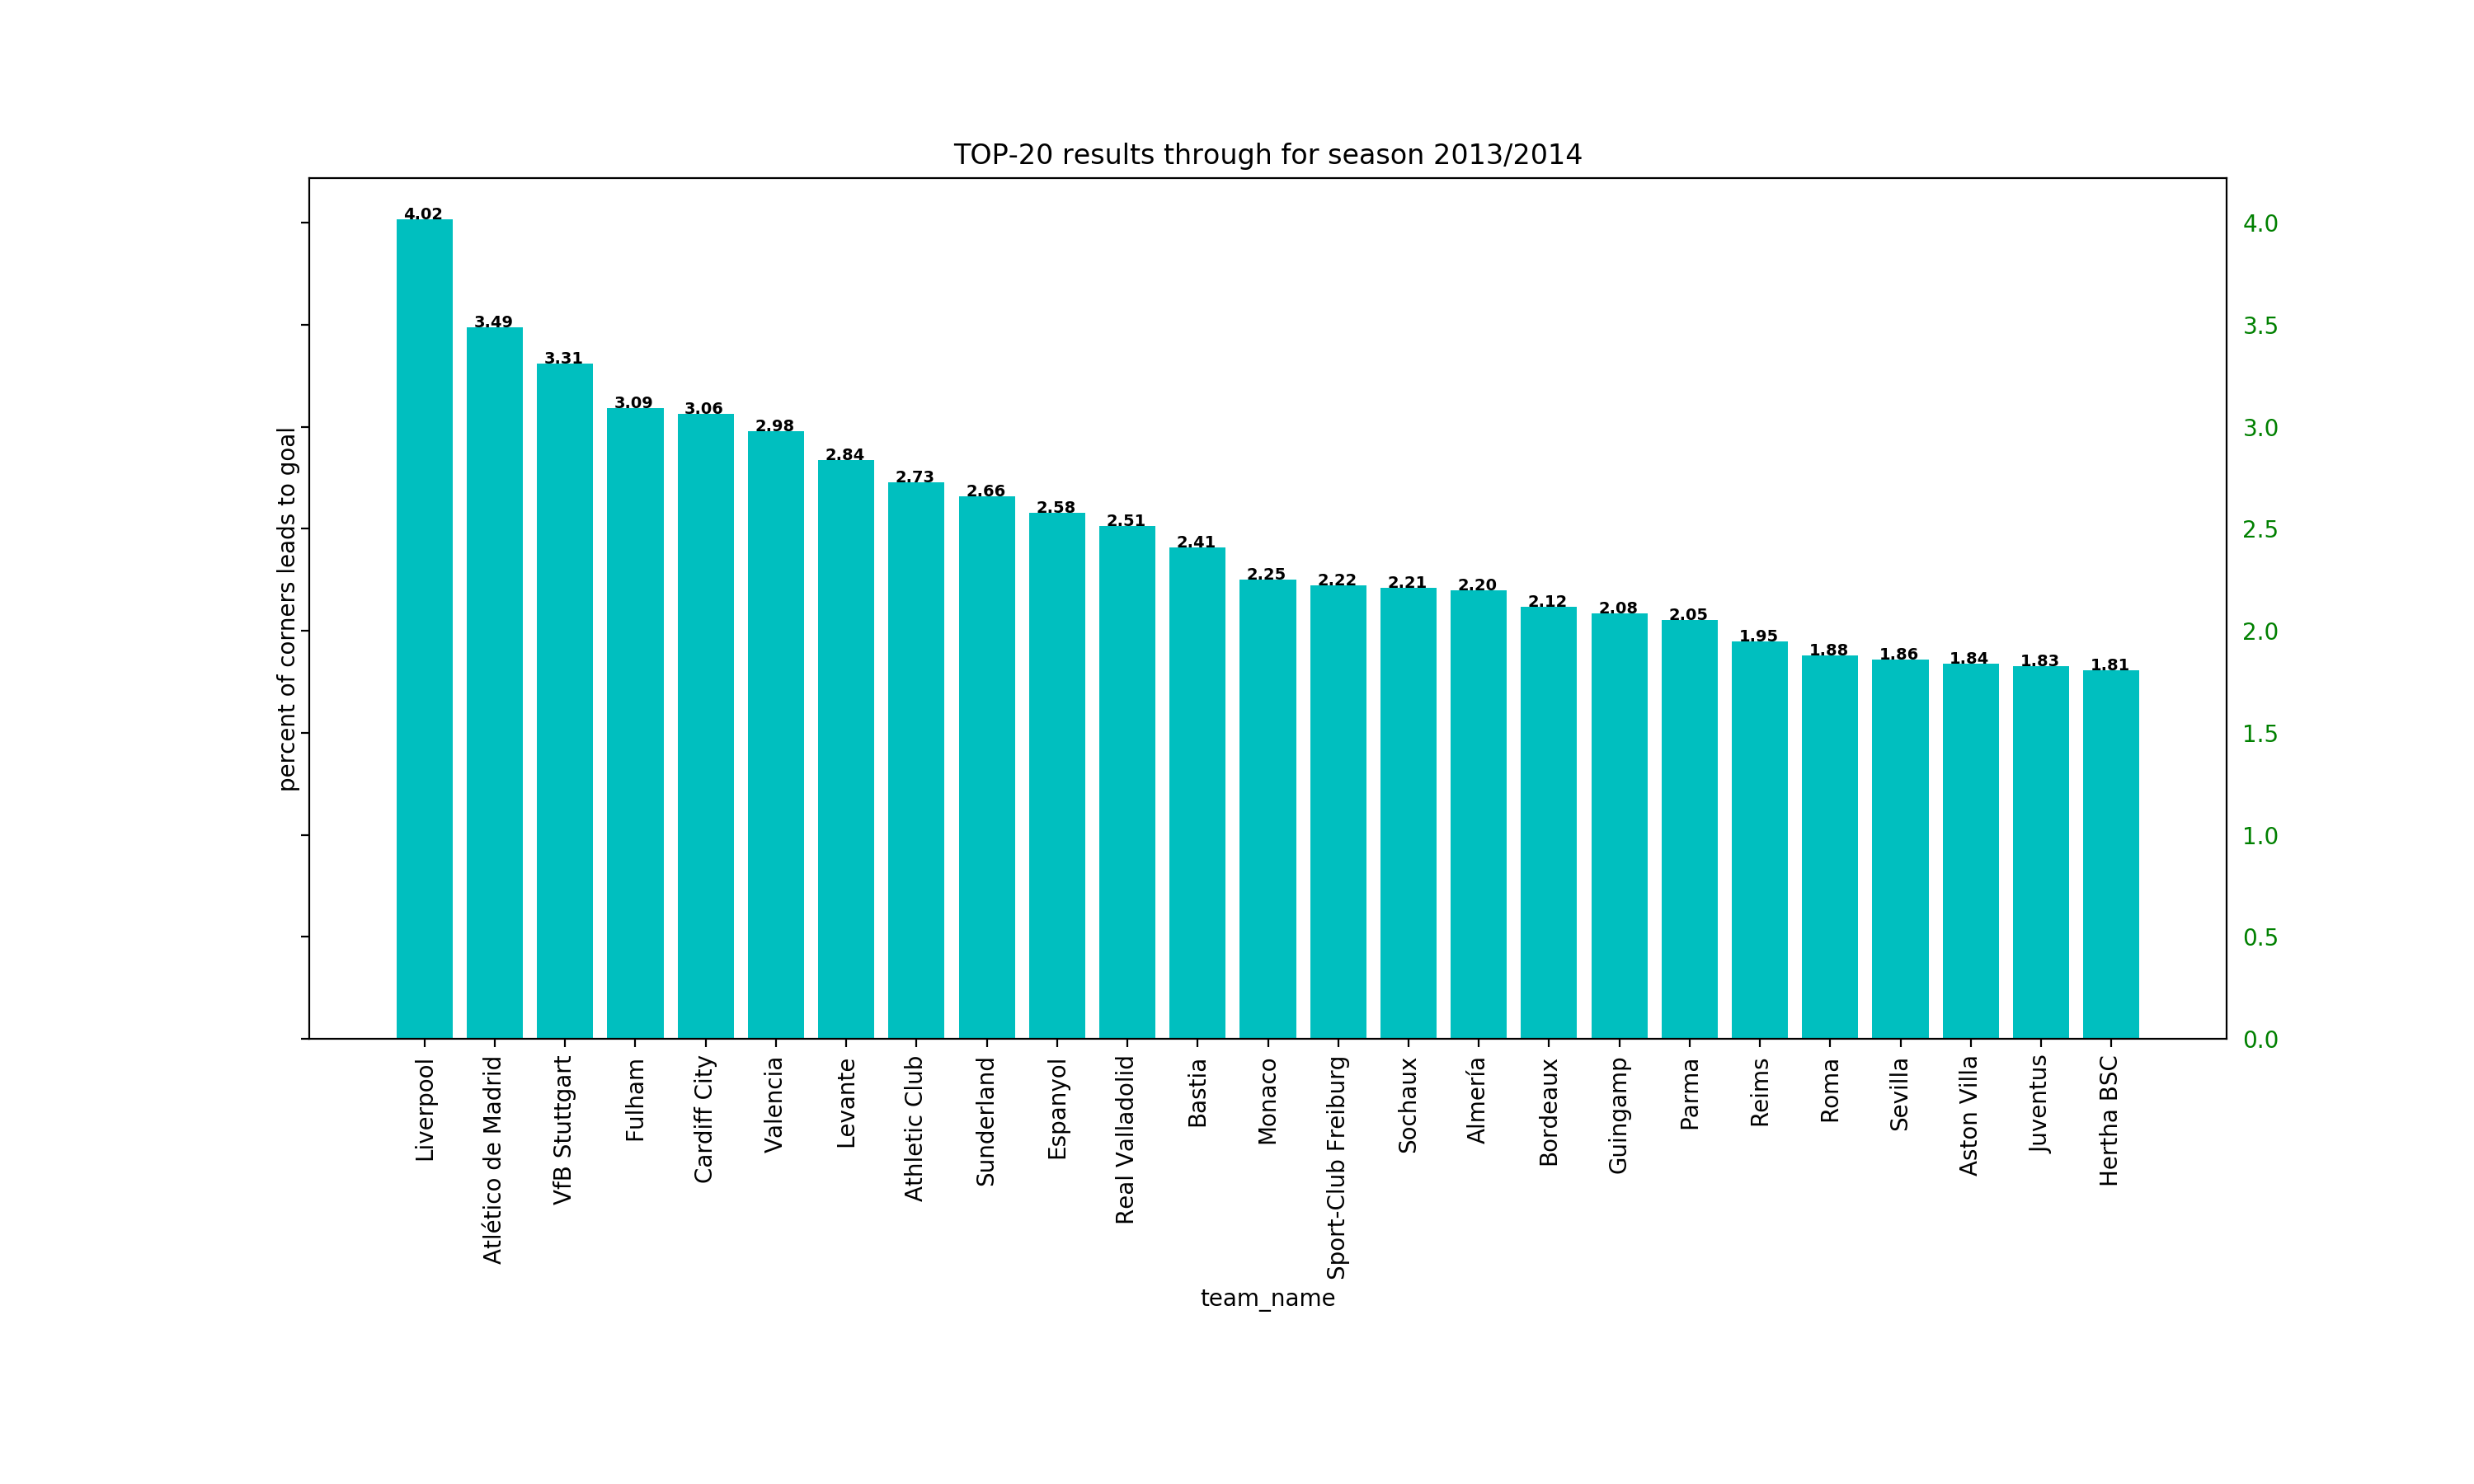 TOP-20 results through for season 2013/2014
percent of corners leads to goal
4.02
3.49
3.31
3.09
3.06
2.98
2.84
2.73
2.66
2.58
2.51
2.41
2.25
2.22
2.21
2.20
2.12
2.08
2.05
1.95
1.88
1.86
1.84
1.83
1.81
4.0
3.5
3.0
2.5
2.0
1.5
1.0
0.5
0.0
Liverpool
Atlético de Madrid
VfB Stuttgart
Fulham
Cardiff City
Valencia
Levante
Athletic Club
Sunderland
Espanyol
Real Valladolid
Bastia
Monaco
Sport-Club Freiburg
Sochaux
Almería
Bordeaux
Guingamp
Parma
Reims
Roma
Sevilla
Aston Villa
Juventus
Hertha BSC
team_name